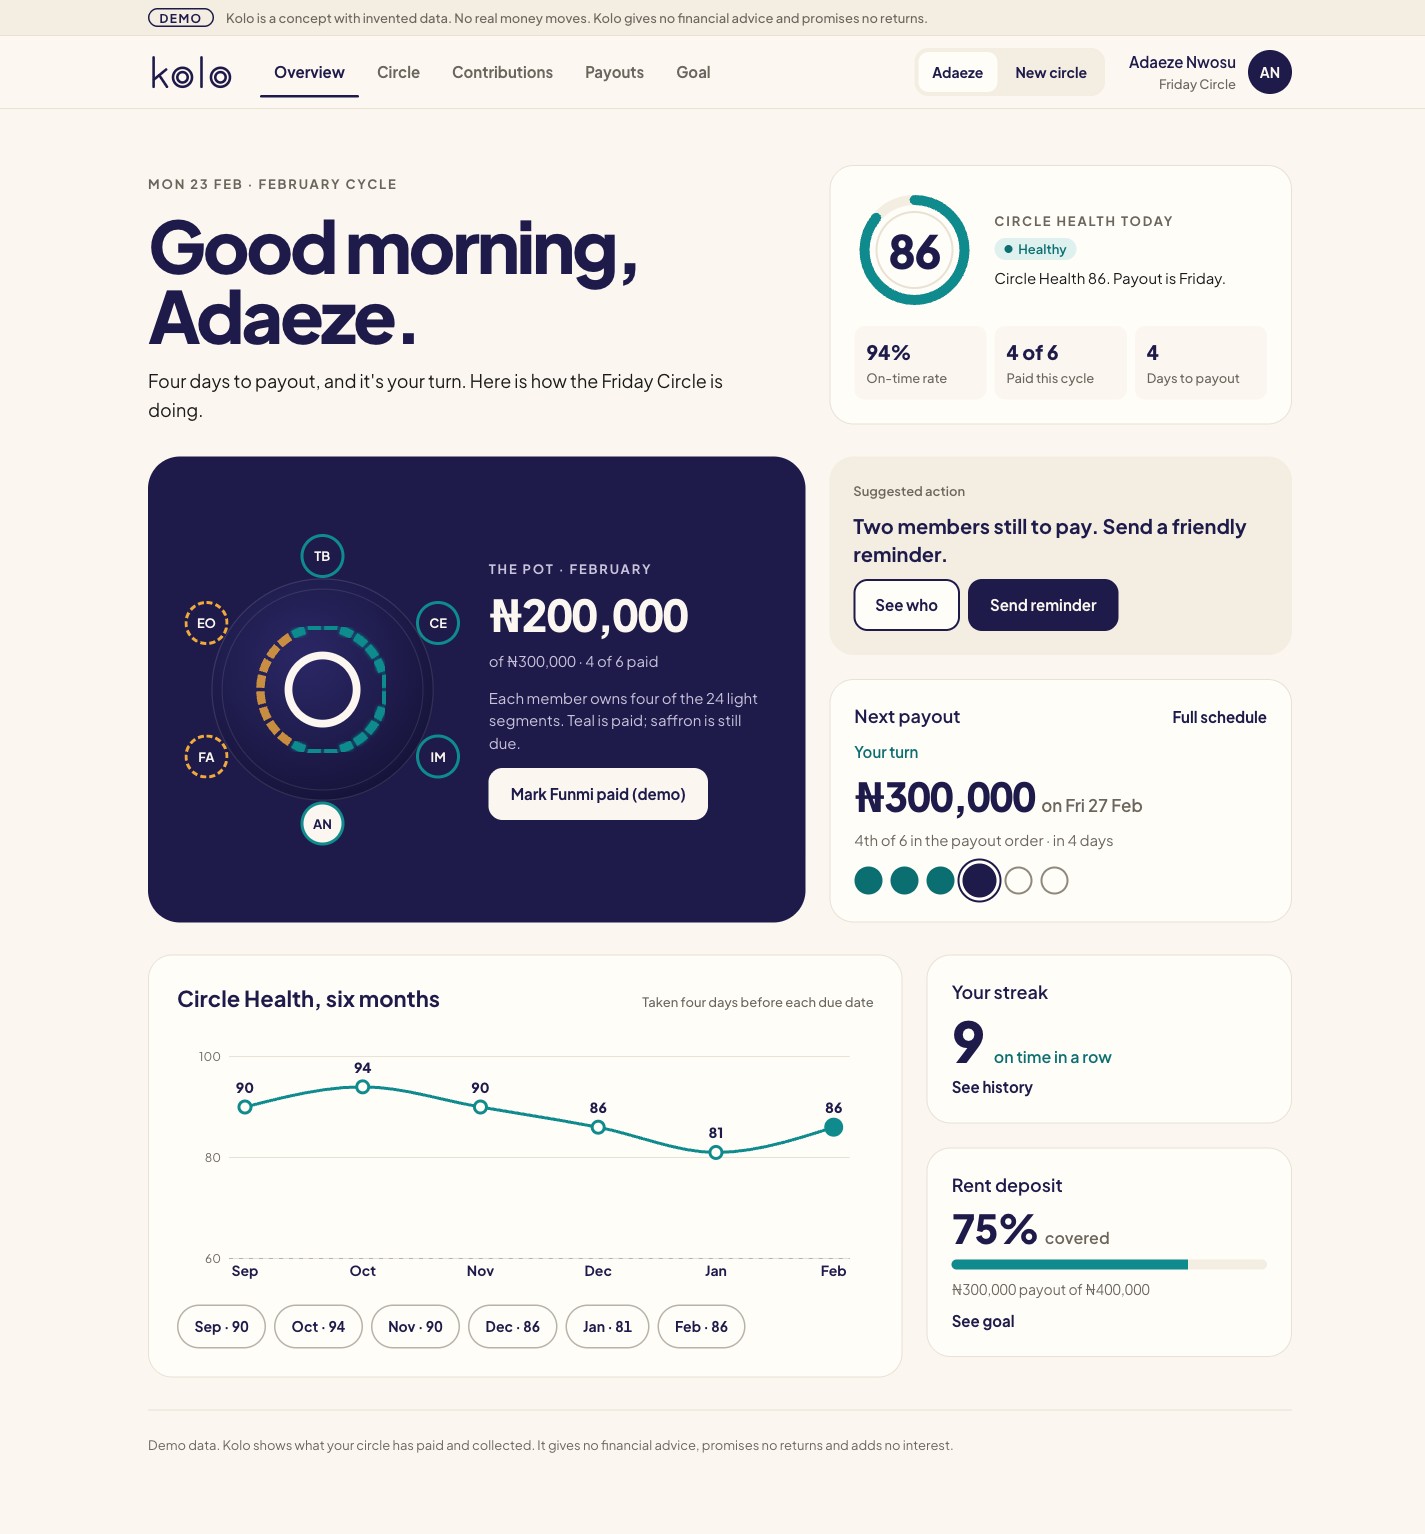 DEMO Kolo is a concept with invented data. No real money moves. Kolo gives no financial advice and promises no returns.
kolo Overview Circle Contributions Payouts Goal Adaeze New circle Adaeze Nwosu
Friday Circle
AN
MON 23 FEB · FEBRUARY CYCLE
Good morning,
Adaeze.
Four days to payout, and it's your turn. Here is how the Friday Circle is
doing.
86
CIRCLE HEALTH TODAY
Healthy
Circle Health 86. Payout is Friday.
94%
On-time rate
4 of 6
Paid this cycle
4
Days to payout
TB
EO
CE
FA
IM
AN
THE POT · FEBRUARY
₦200,000
of ₦300,000 · 4 of 6 paid
Each member owns four of the 24 light
segments. Teal is paid; saffron is still
due.
Mark Funmi paid (demo)
Suggested action
Two members still to pay. Send a friendly
reminder.
See who Send reminder
Next payout Full schedule
Your turn
₦300,000 on Fri 27 Feb
4th of 6 in the payout order · in 4 days
Circle Health, six months Taken four days before each due date
100
80
60
90
94
90
86
81
86
Sep Oct Nov Dec Jan Feb
Sep · 90 Oct · 94 Nov · 90 Dec · 86 Jan · 81 Feb · 86
Your streak
9 on time in a row
See history
Rent deposit
75% covered
₦300,000 payout of ₦400,000
See goal
Demo data. Kolo shows what your circle has paid and collected. It gives no financial advice, promises no returns and adds no interest.